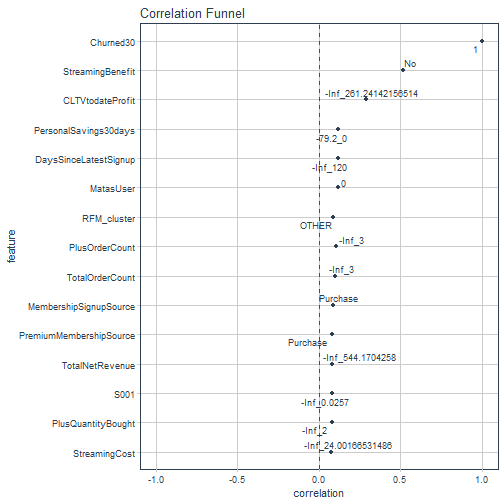 Correlation Funnel
Churned30
1
StreamingBenefit
No
CLTVtodateProfit
-Inf_261.24142156514
PersonalSavings30days
-79.2_0
DaysSinceLatestSignup
-Inf_120
MatasUser
0
RFM_cluster
OTHER
PlusOrderCount
-Inf_3
TotalOrderCount
-Inf_3
MembershipSignupSource
Purchase
PremiumMembershipSource
Purchase
TotalNetRevenue
-Inf_544.1704258
S001
-Inf_0.0257
PlusQuantityBought
-Inf_2
StreamingCost
-Inf_24.00166531486
feature
-1.0 -0.5 0.0 0.5 1.0
correlation